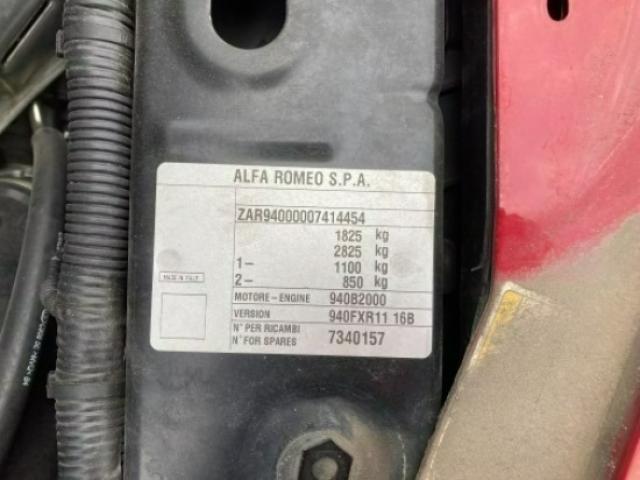 ALFA ROMEO S.P.A.
ZAR94000007414454
1825 kg
2825 kg
1– 1100 kg
2– 850 kg
MADE IN ITALY
MOTORE – ENGINE 940B2000
VERSION 940FXR11 16B
N° PER RICAMBI
N° FOR SPARES 7340157